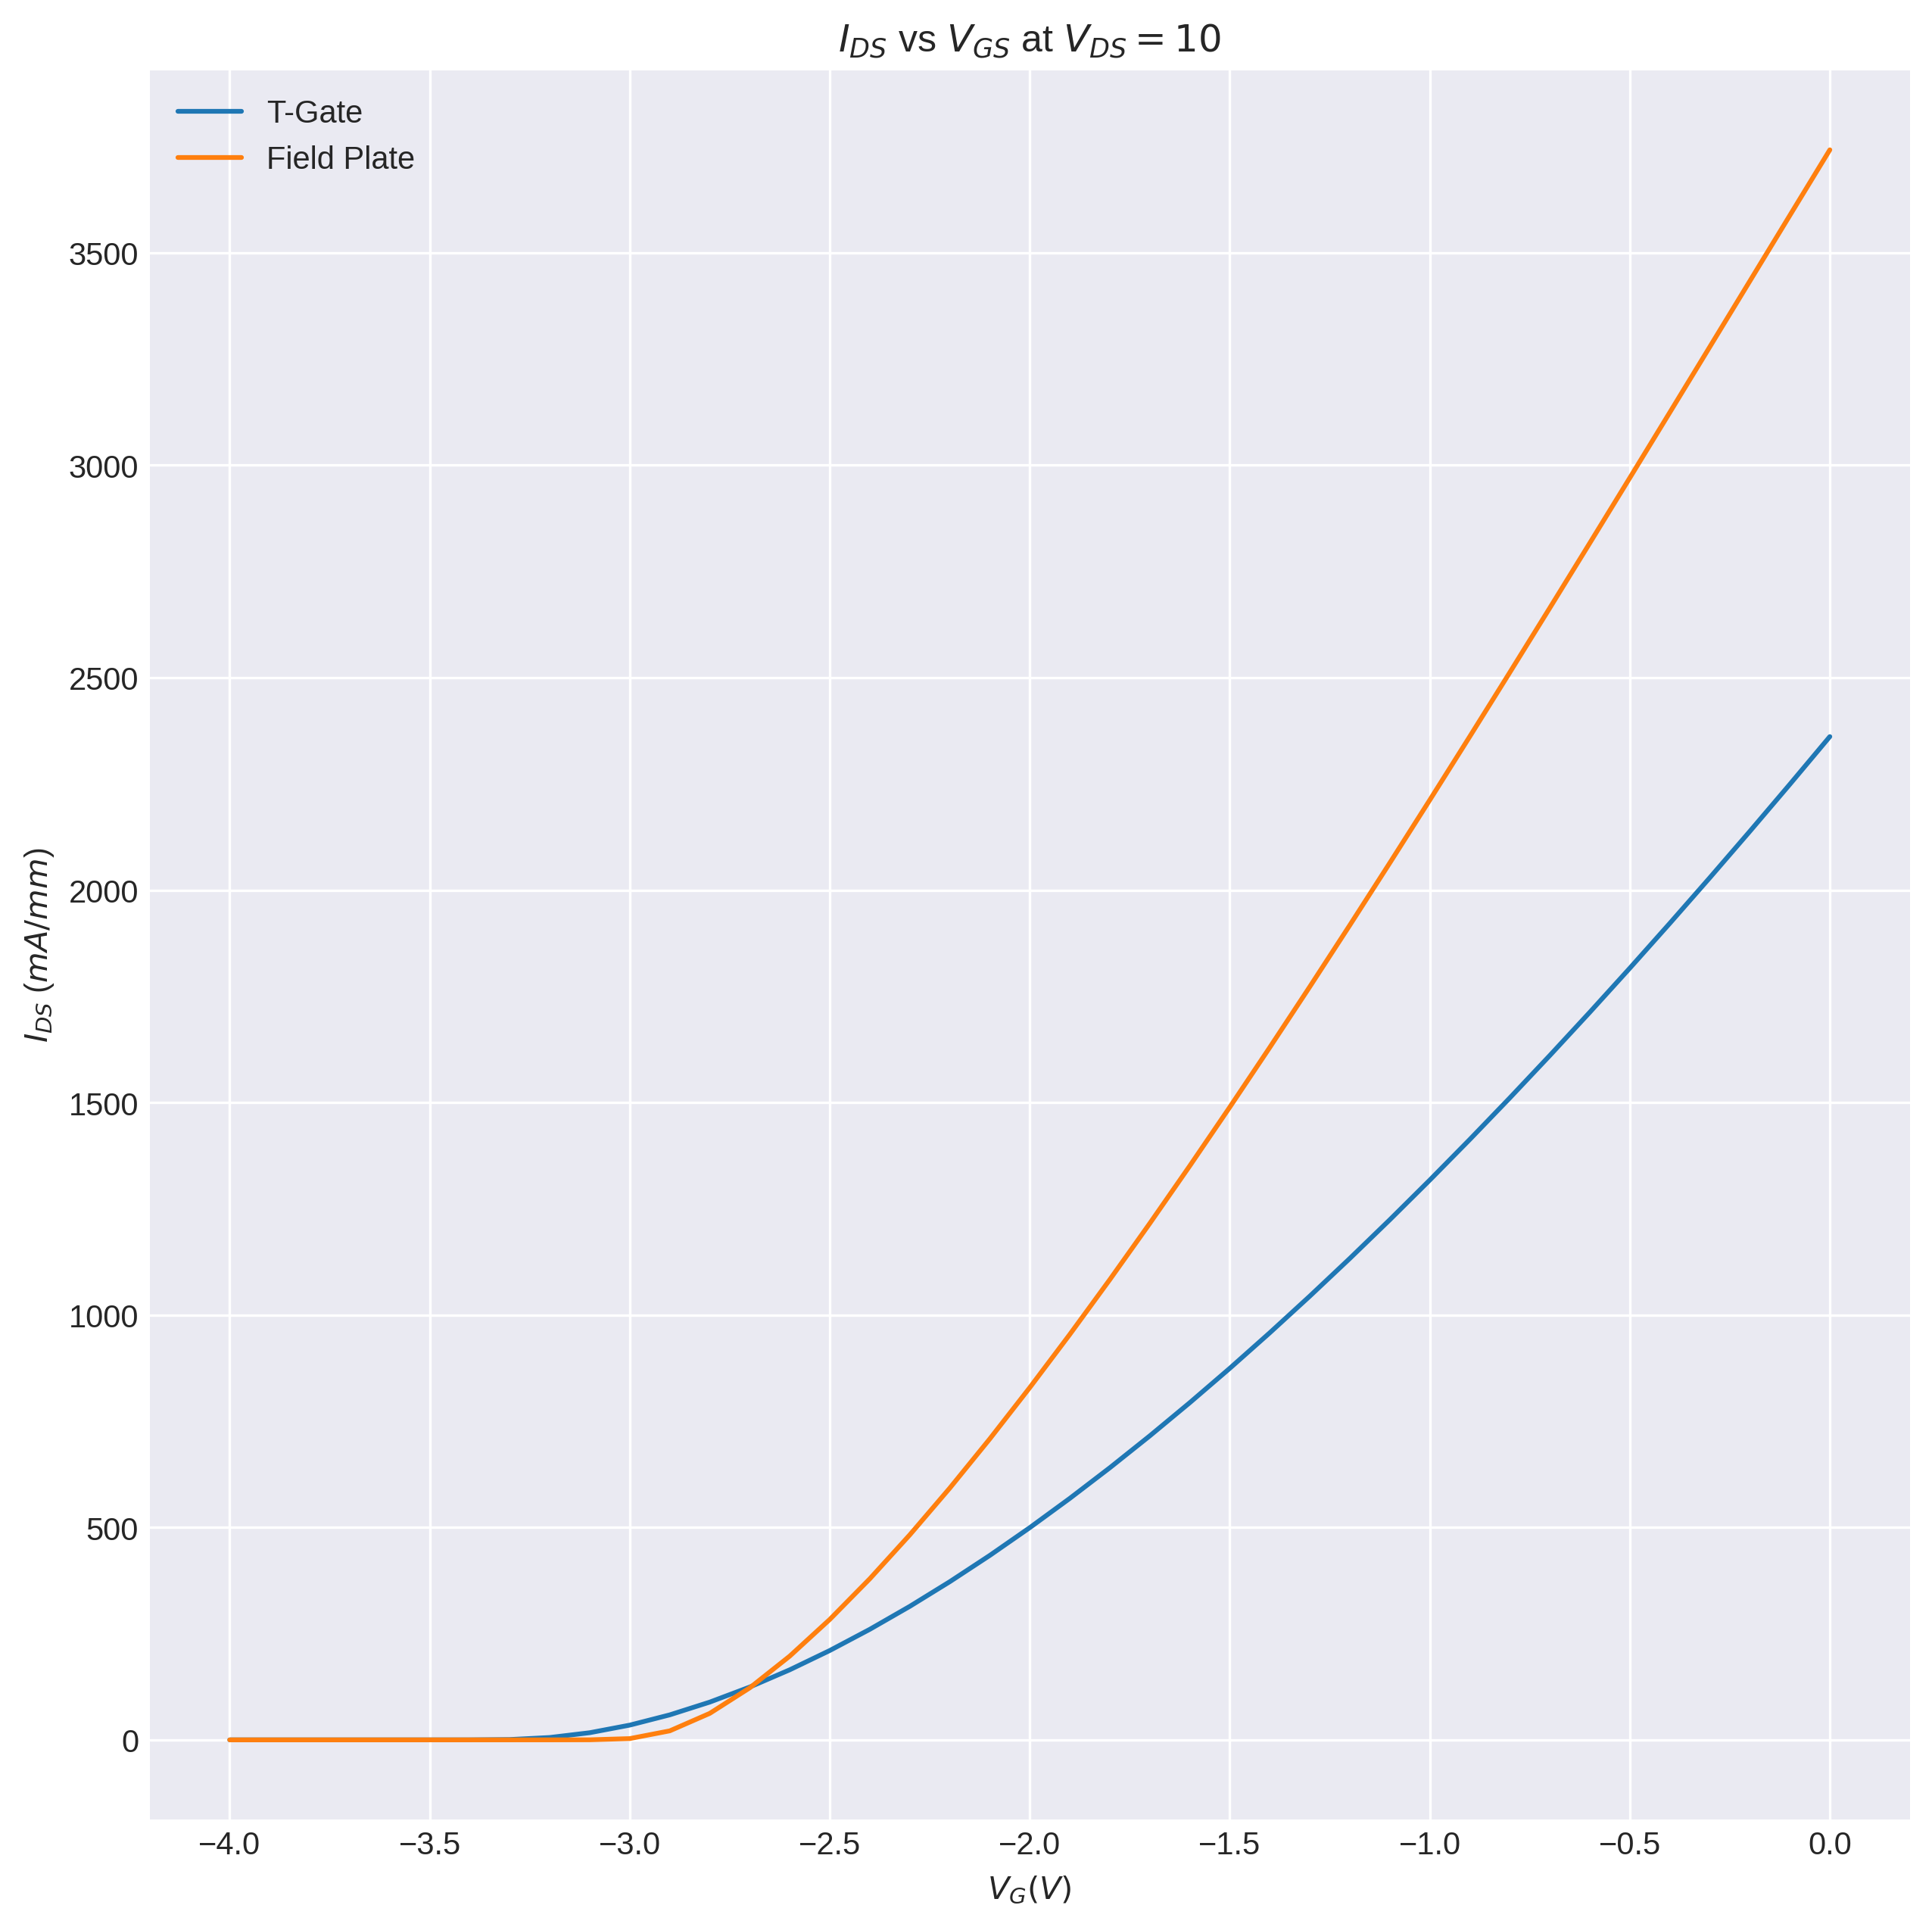 I_DS vs V_GS at V_DS = 10
T-Gate
Field Plate
3500
3000
2500
2000
1500
1000
500
0
I_DS (mA/mm)
−4.0 −3.5 −3.0 −2.5 −2.0 −1.5 −1.0 −0.5 0.0
V_G(V)